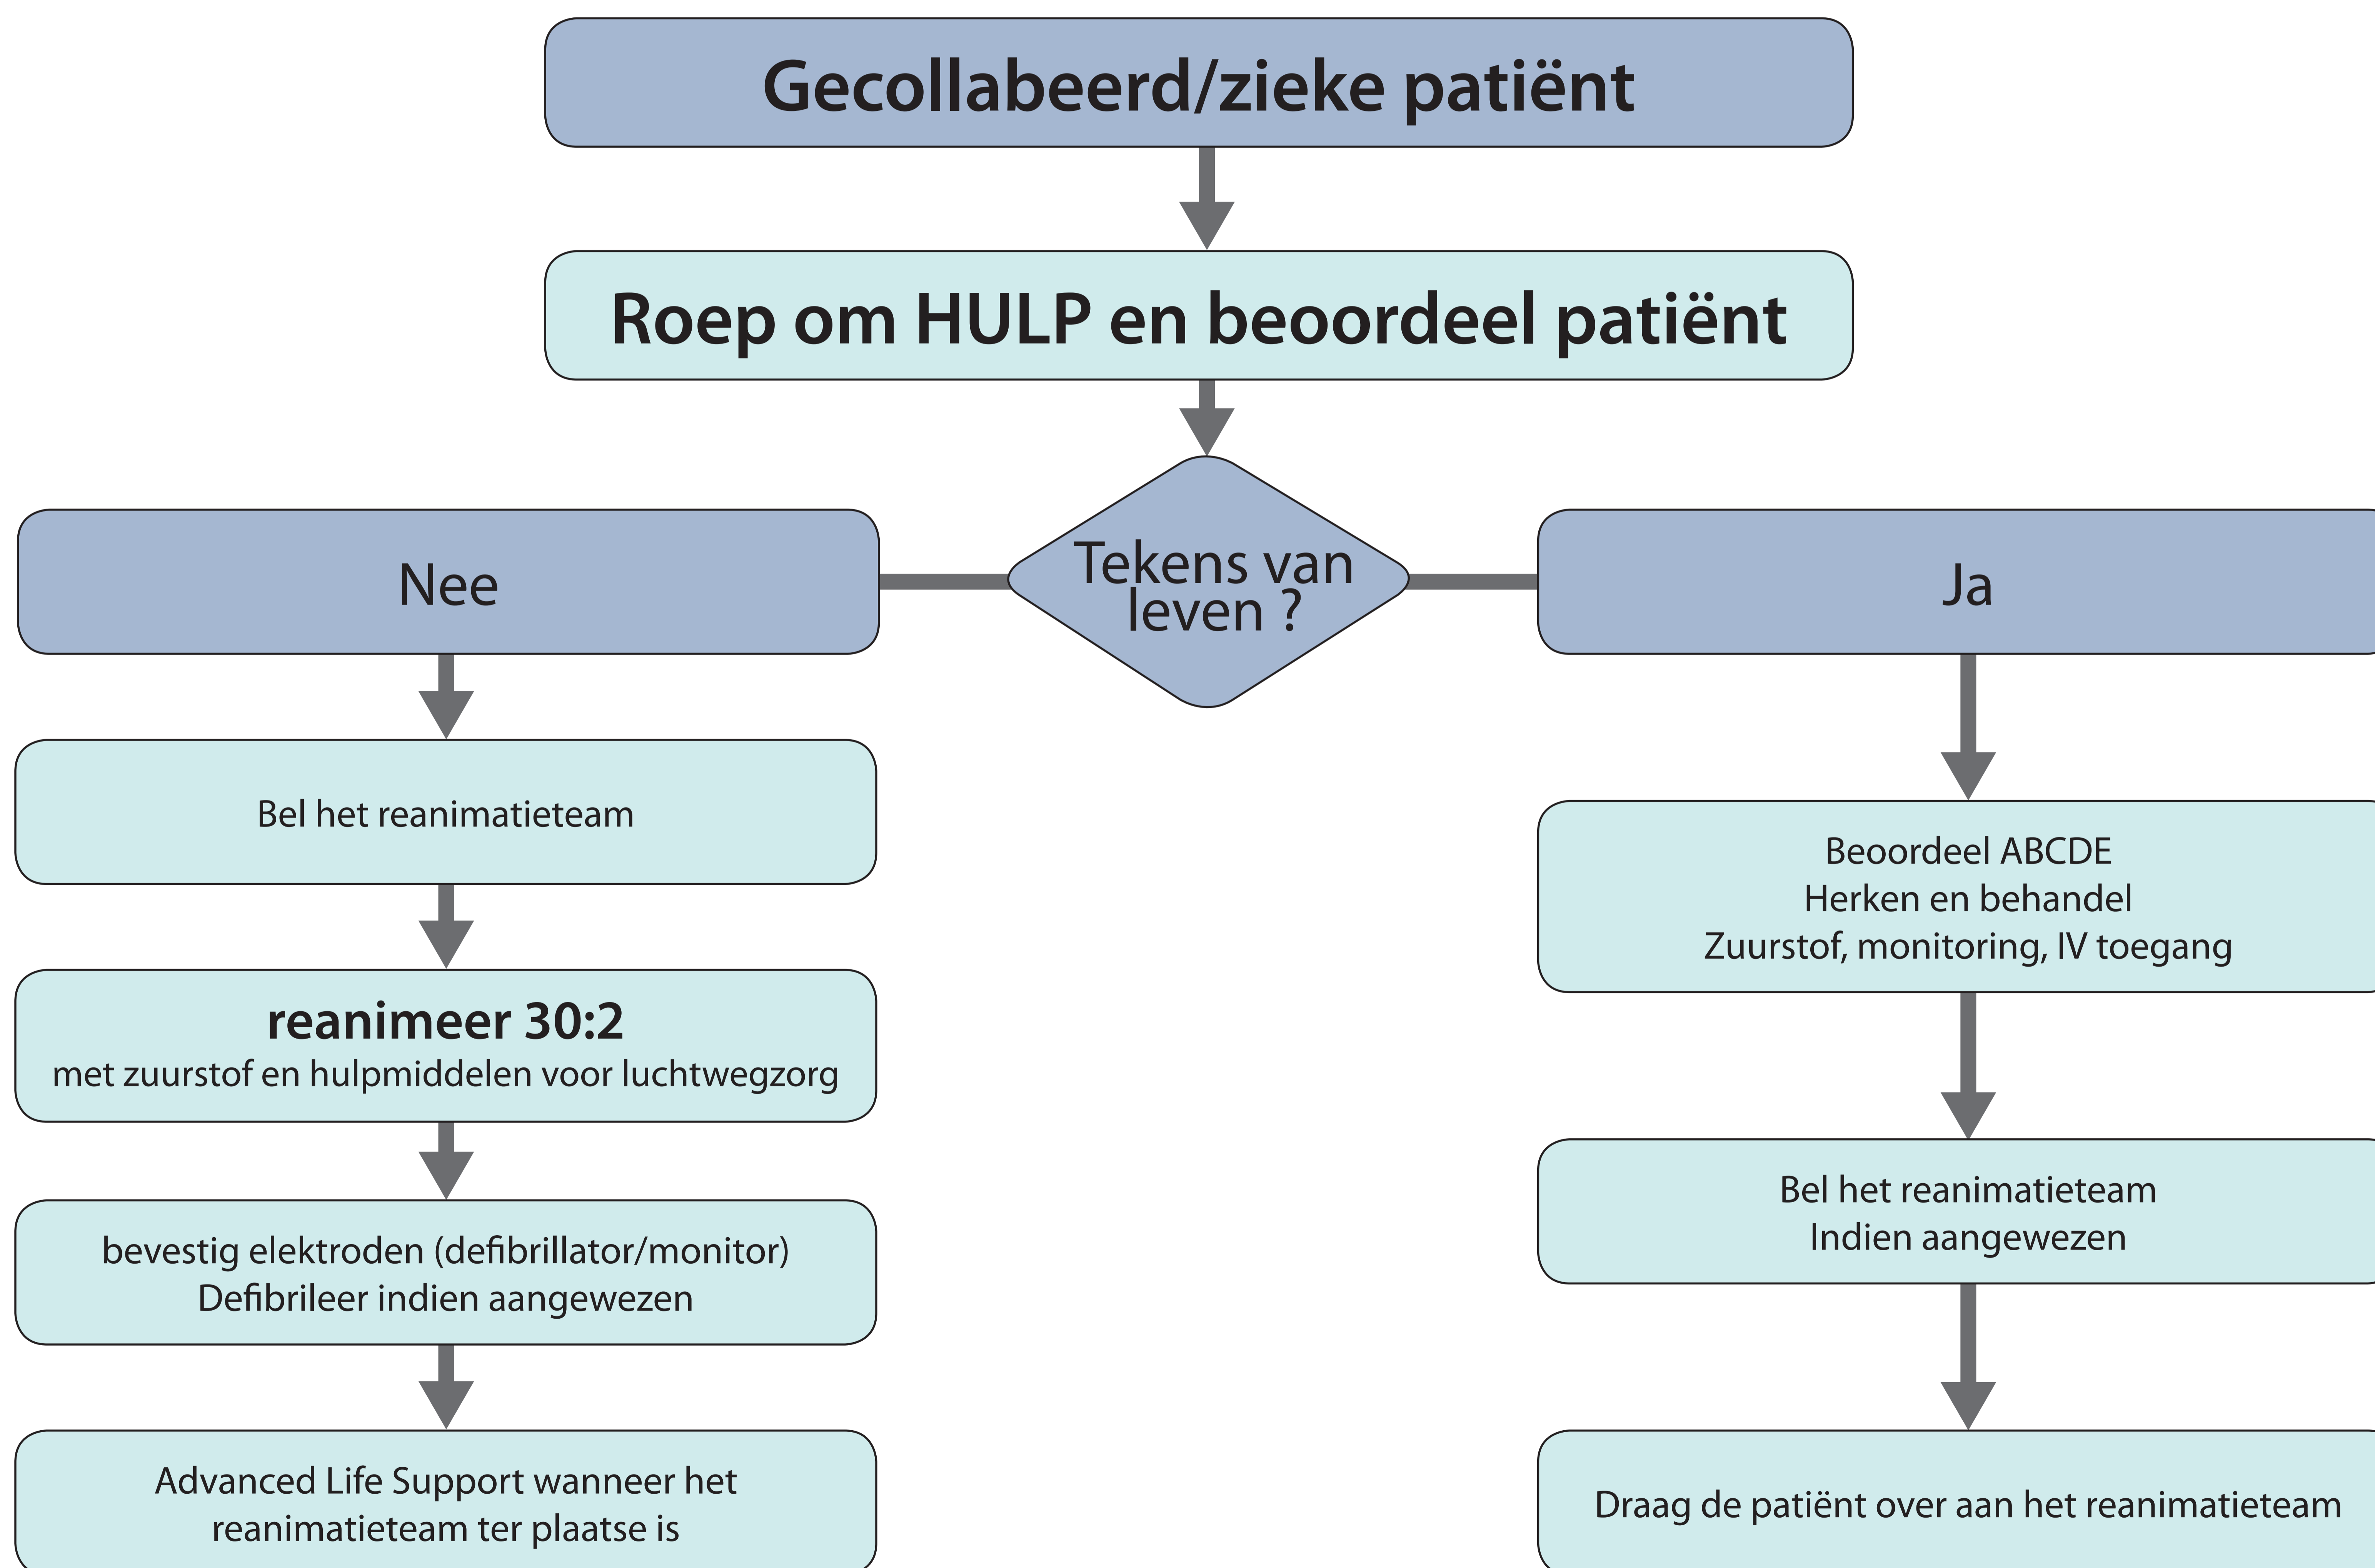 Gecollabeerd/zieke patiënt
Roep om HULP en beoordeel patiënt
Tekens van
leven ?
Nee
Bel het reanimatieteam
reanimeer 30:2
met zuurstof en hulpmiddelen voor luchtwegzorg
bevestig elektroden (defibrillator/monitor)
Defibrileer indien aangewezen
Advanced Life Support wanneer het
reanimatieteam ter plaatse is
Ja
Beoordeel ABCDE
Herken en behandel
Zuurstof, monitoring, IV toegang
Bel het reanimatieteam
Indien aangewezen
Draag de patiënt over aan het reanimatieteam